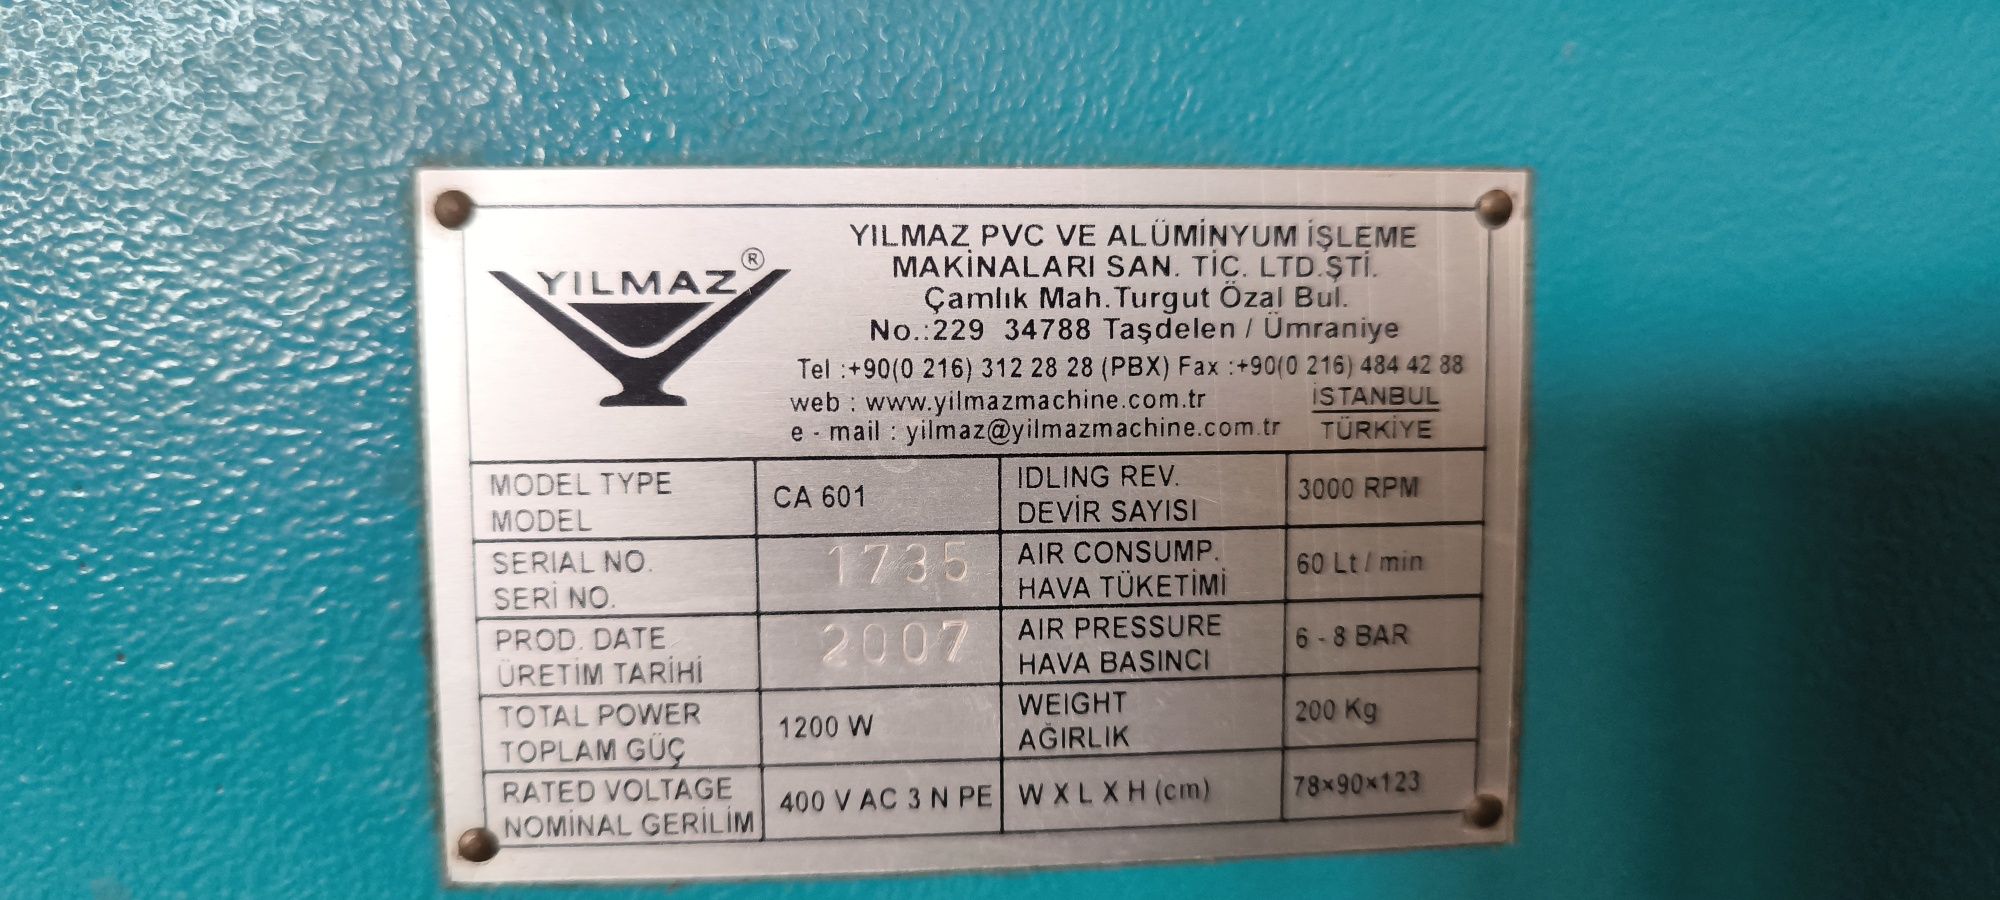 YILMAZ ®
YILMAZ PVC VE ALÜMİNYUM İŞLEME
MAKİNALARI SAN. TİC. LTD.ŞTİ.
Çamlık Mah.Turgut Özal Bul.
No.:229 34788 Taşdelen / Ümraniye
Tel :+90(0 216) 312 28 28 (PBX) Fax :+90(0 216) 484 42 88
web : www.yilmazmachine.com.tr
e - mail : yilmaz@yilmazmachine.com.tr
İSTANBUL
TÜRKİYE
MODEL TYPE
MODEL
CA 601
IDLING REV.
DEVİR SAYISI
3000 RPM
SERIAL NO.
SERİ NO.
1735
AIR CONSUMP.
HAVA TÜKETİMİ
60 Lt / min
PROD. DATE
ÜRETİM TARİHİ
2007
AIR PRESSURE
HAVA BASINCI
6 - 8 BAR
TOTAL POWER
TOPLAM GÜÇ
1200 W
WEIGHT
AĞIRLIK
200 Kg
RATED VOLTAGE
NOMİNAL GERİLİM
400 V AC 3 N PE
W X L X H (cm)
78×90×123